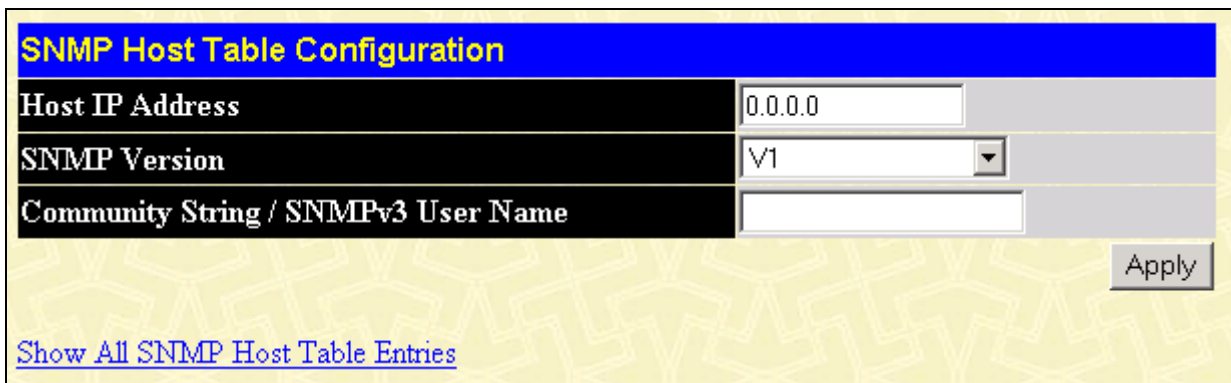 SNMP Host Table Configuration
Host IP Address 0.0.0.0
SNMP Version V1
Community String / SNMPv3 User Name
Apply
Show All SNMP Host Table Entries